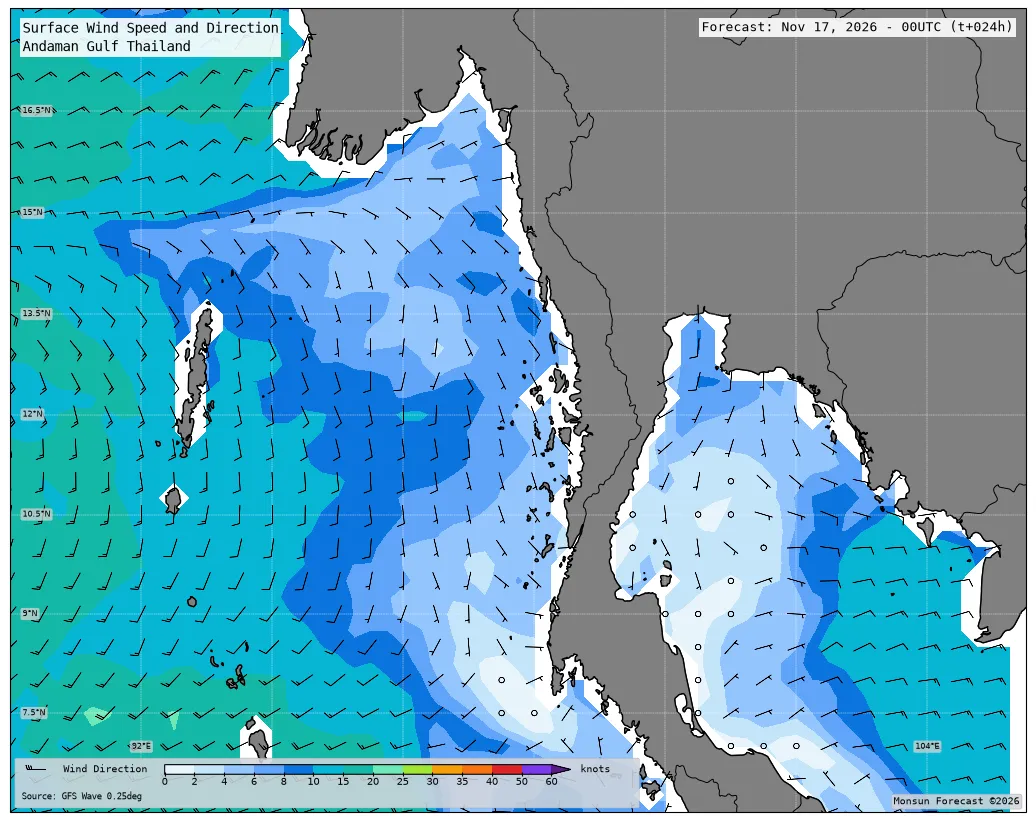 Surface Wind Speed and Direction
Andaman Gulf Thailand
Forecast: Nov 17, 2026 - 00UTC (t+024h)
16.5°N
15°N
13.5°N
12°N
10.5°N
9°N
7.5°N
92°E
104°E
Wind Direction
0 2 4 6 8 10 15 20 25 30 35 40 50 60
knots
Source: GFS Wave 0.25deg
Monsun Forecast ©2026